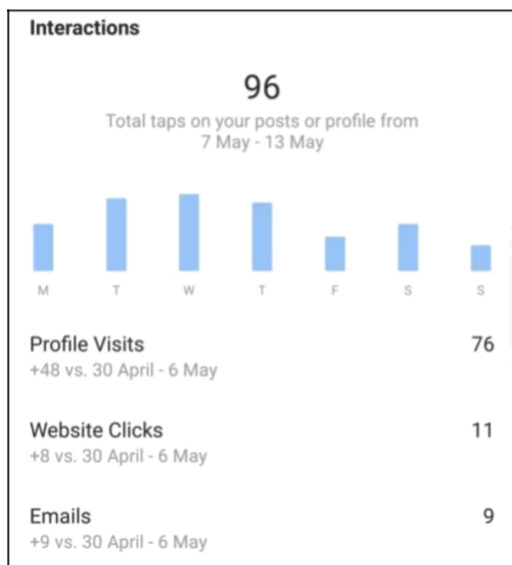 Interactions
96
Total taps on your posts or profile from
7 May - 13 May
M T W T F S S
Profile Visits 76
+48 vs. 30 April - 6 May
Website Clicks 11
+8 vs. 30 April - 6 May
Emails 9
+9 vs. 30 April - 6 May